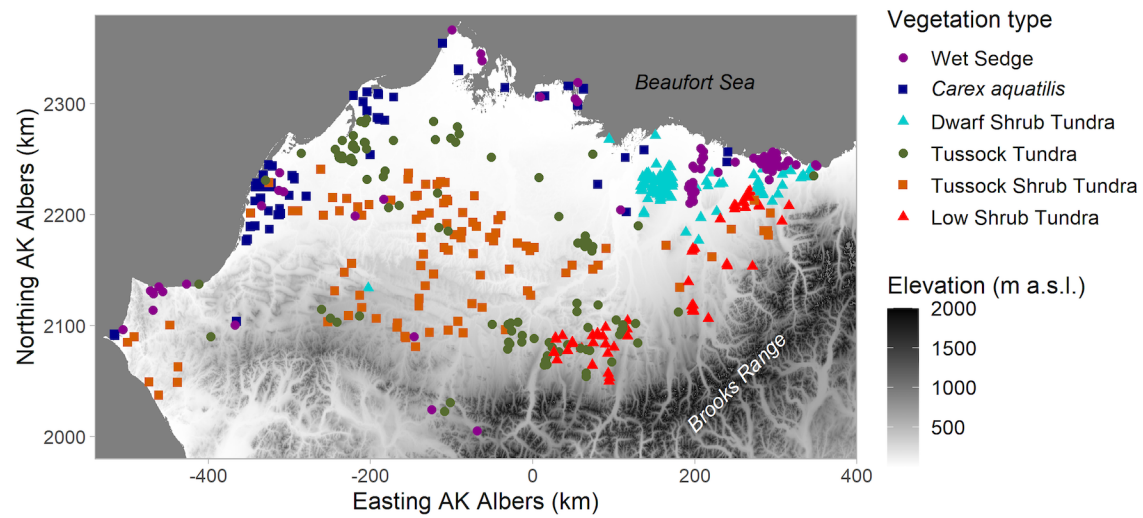 Vegetation type
Wet Sedge
Carex aquatilis
Dwarf Shrub Tundra
Tussock Tundra
Tussock Shrub Tundra
Low Shrub Tundra
Elevation (m a.s.l.)
2000
1500
1000
500
Beaufort Sea
Brooks Range
Northing AK Albers (km)
2300
2200
2100
2000
-400
-200
0
200
400
Easting AK Albers (km)